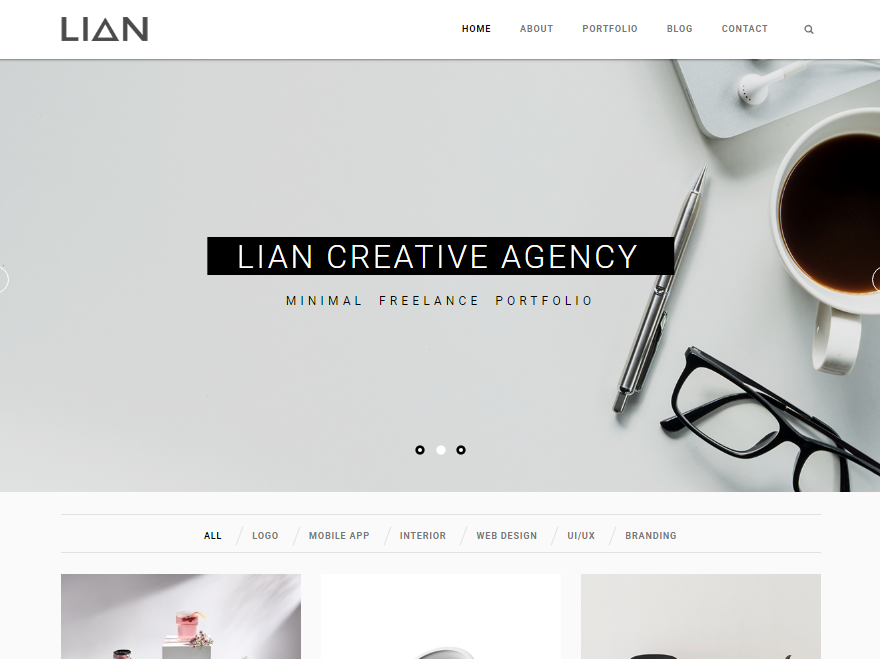 LIAN
HOME ABOUT PORTFOLIO BLOG CONTACT
LIAN CREATIVE AGENCY
MINIMAL FREELANCE PORTFOLIO
ALL LOGO MOBILE APP INTERIOR WEB DESIGN UI/UX BRANDING